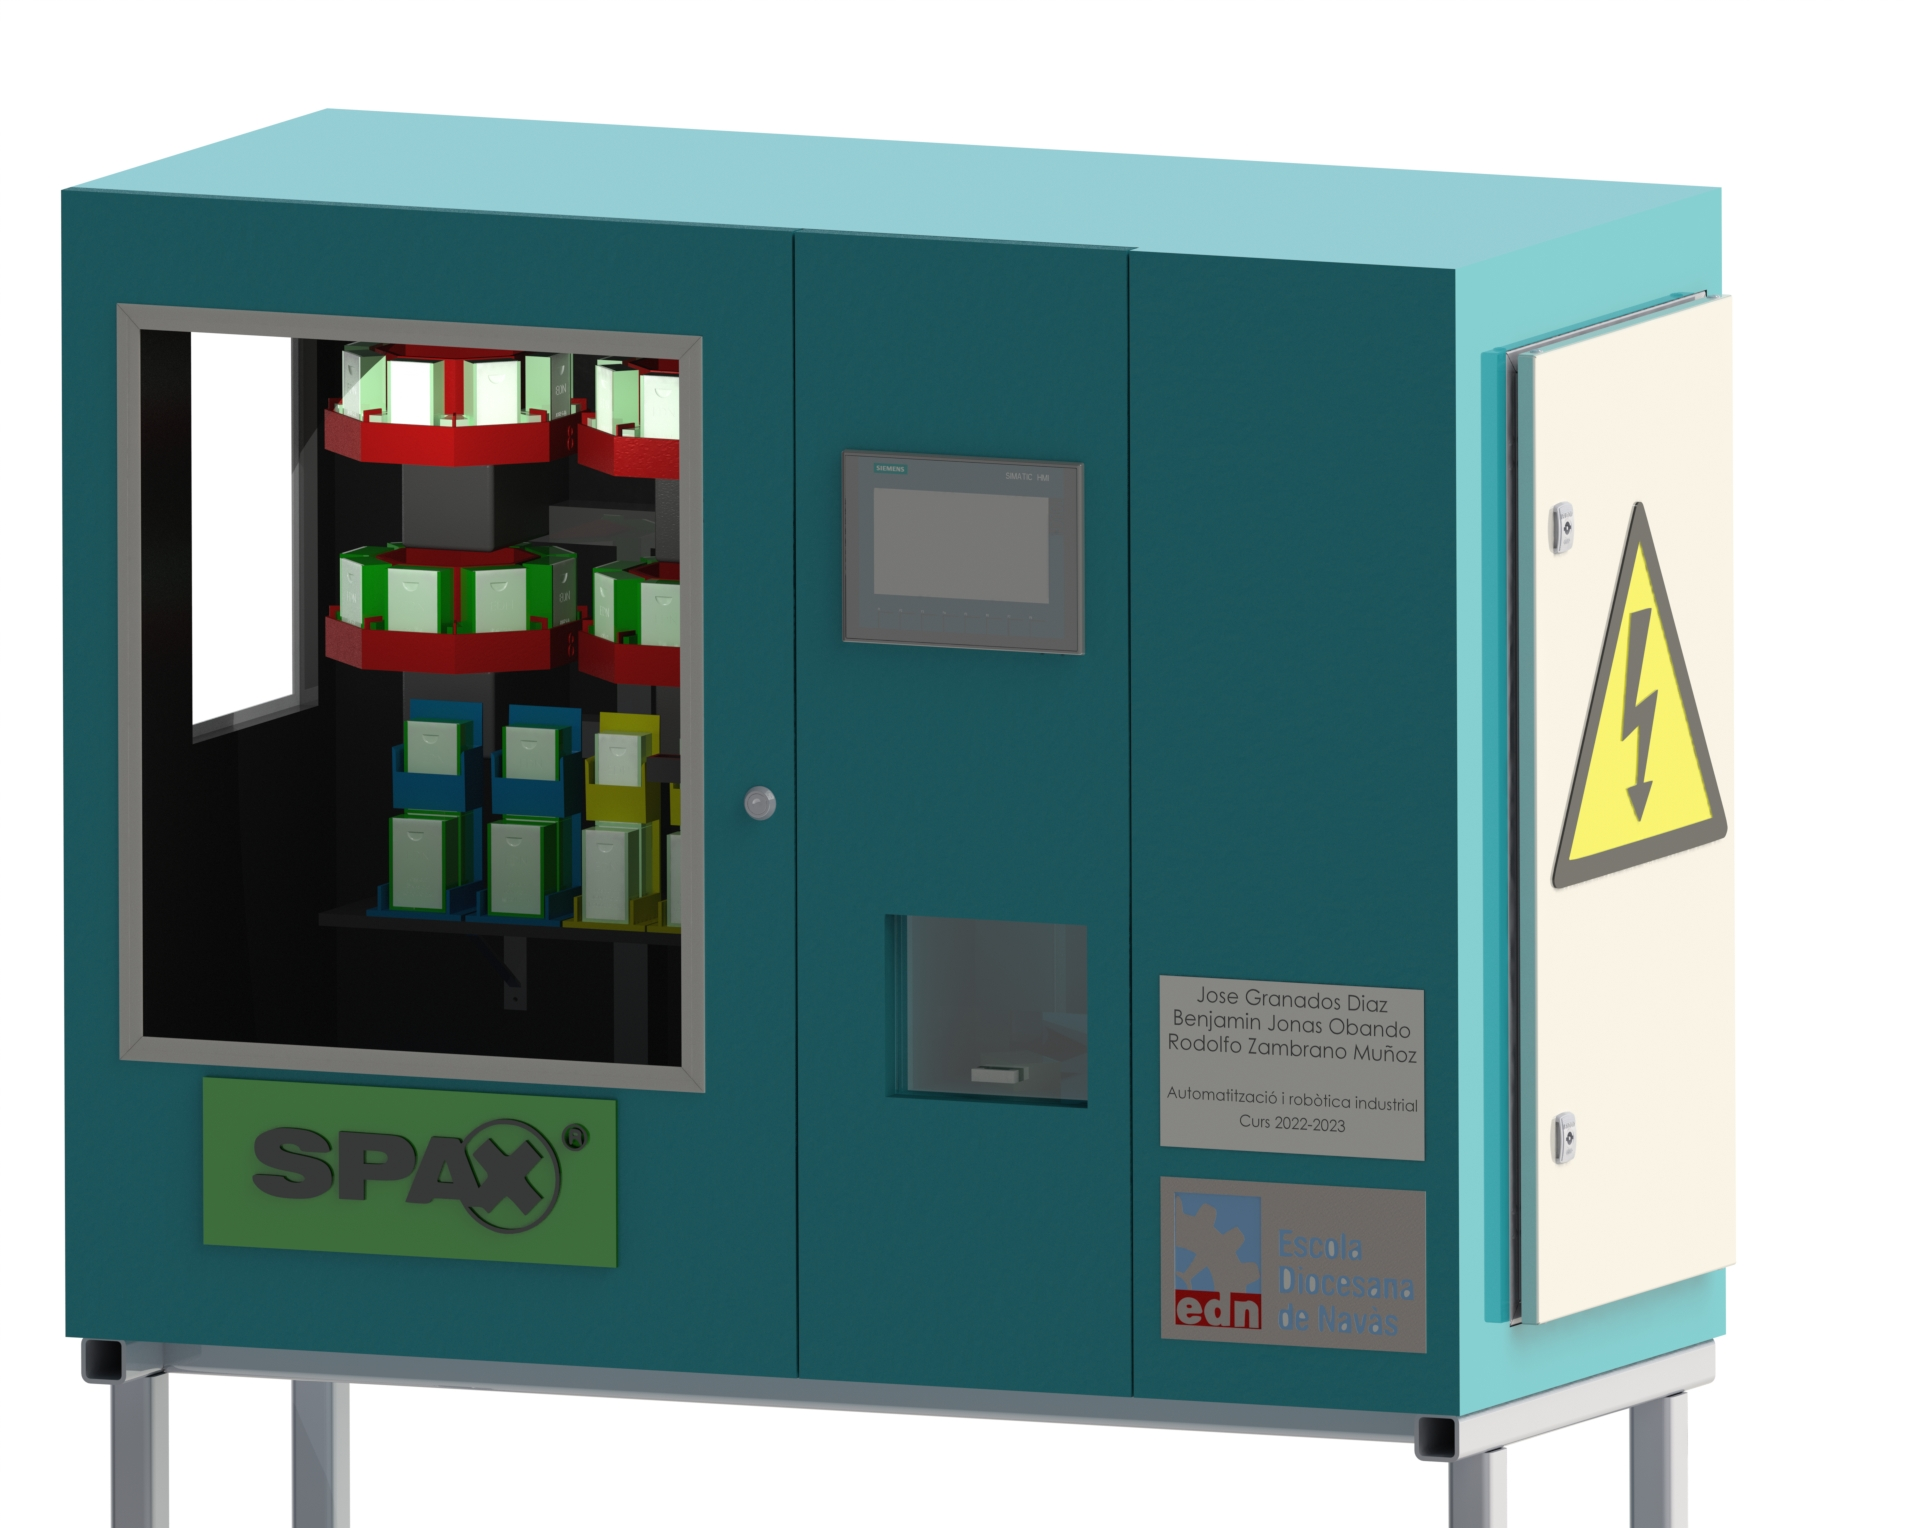 SIEMENS
SIMATIC HMI
SPAX®
Jose Granados Diaz
Benjamin Jonas Obando
Rodolfo Zambrano Muñoz
Automatització i robòtica industrial
Curs 2022-2023
edn
Escola
Diocesana
de Navàs